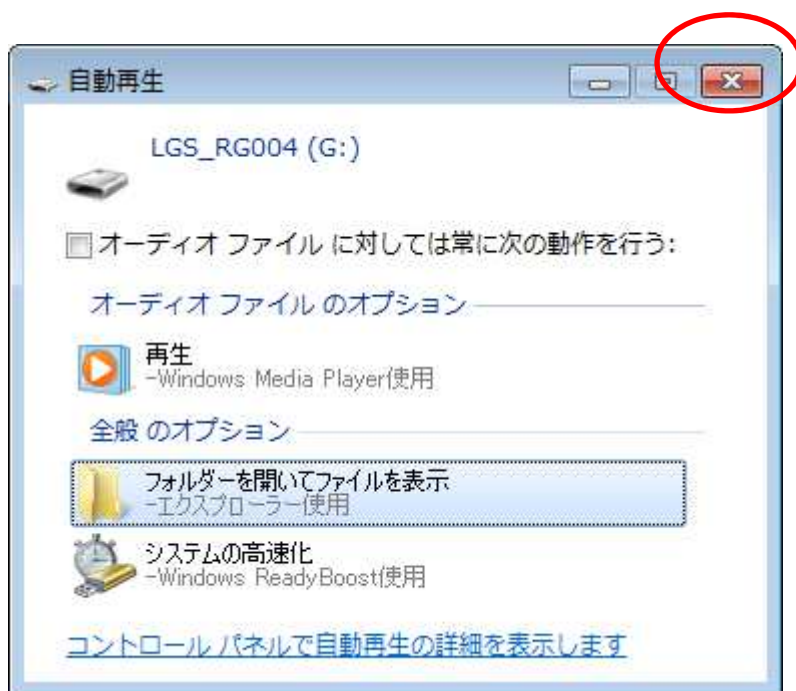 自動再生
LGS_RG004 (G:)
オーディオ ファイル に対しては常に次の動作を行う:
オーディオ ファイル のオプション
再生
-Windows Media Player使用
全般 のオプション
フォルダーを開いてファイルを表示
-エクスプローラー使用
システムの高速化
-Windows ReadyBoost使用
コントロール パネルで自動再生の詳細を表示します